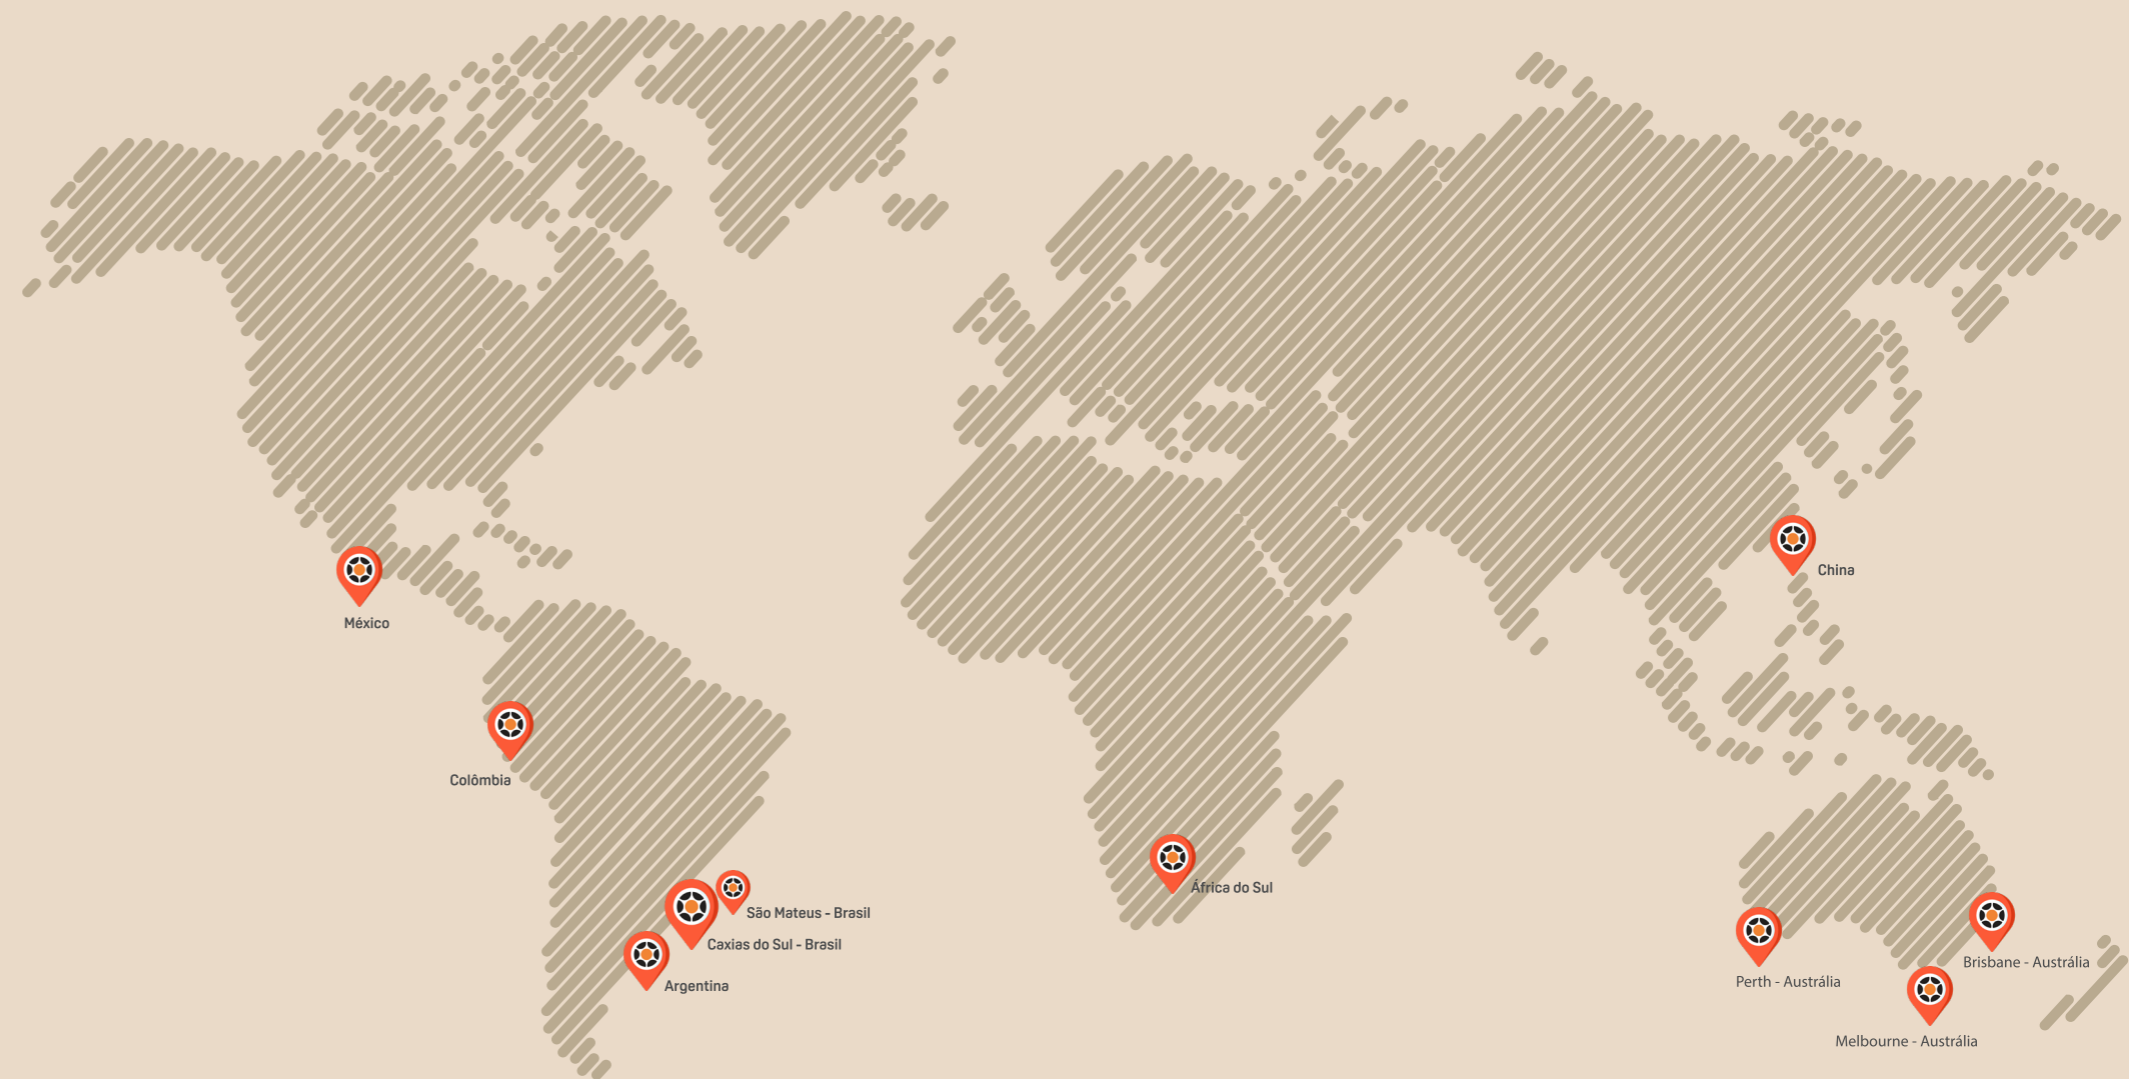 China
México
Colômbia
África do Sul
São Mateus - Brasil
Caxias do Sul - Brasil
Argentina
Brisbane - Austrália
Perth - Austrália
Melbourne - Austrália